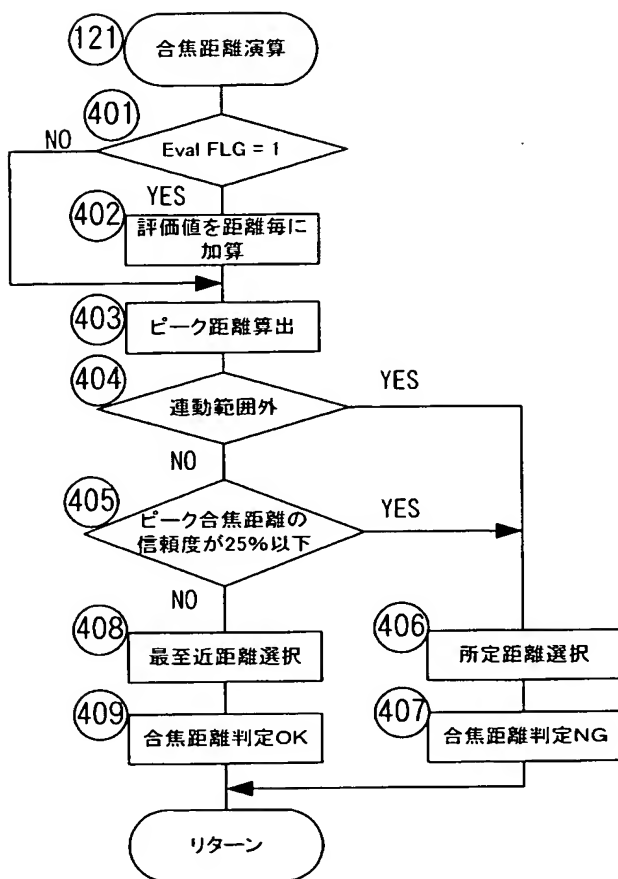 121
合焦距離演算
401
NO
Eval FLG = 1
YES
402
評価値を距離毎に
加算
403
ピーク距離算出
404
YES
連動範囲外
NO
405
YES
ピーク合焦距離の
信頼度が25%以下
NO
408
最至近距離選択
406
所定距離選択
409
合焦距離判定OK
407
合焦距離判定NG
リターン